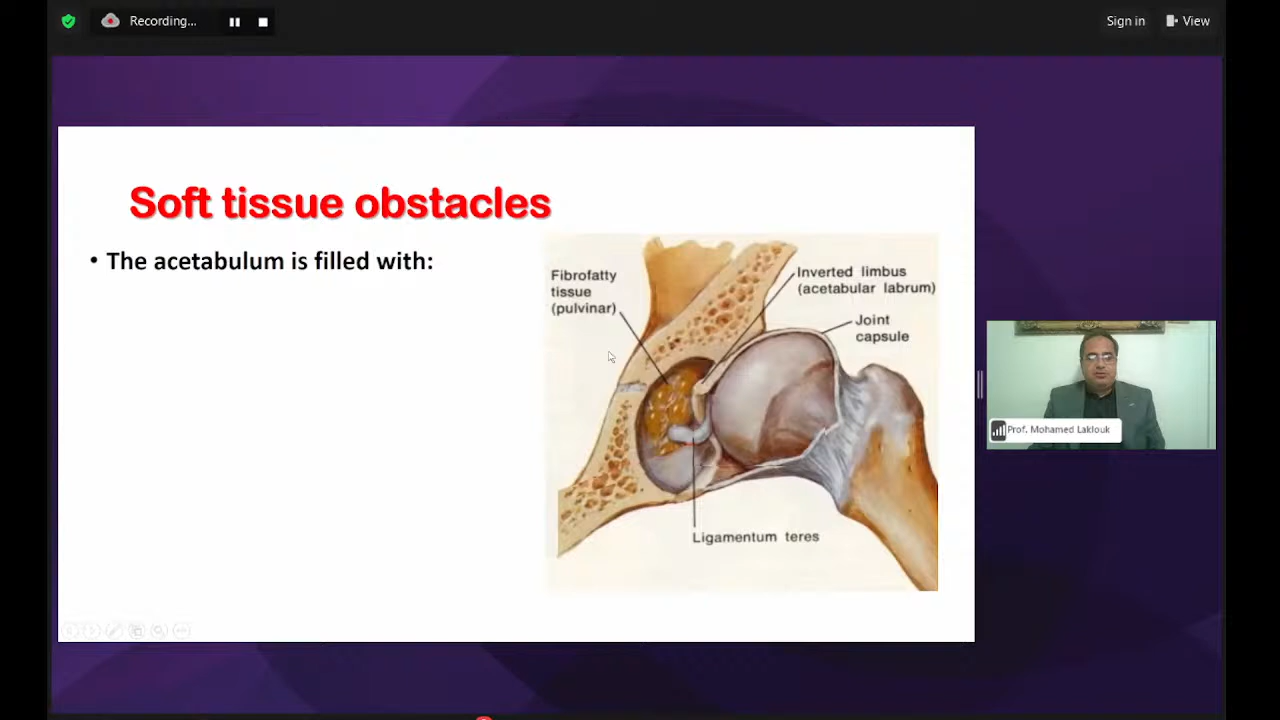 Recording...
Sign in
View
Soft tissue obstacles
• The acetabulum is filled with:
Fibrofatty
tissue
(pulvinar)
Inverted limbus
(acetabular labrum)
Joint
capsule
Ligamentum teres
Prof. Mohamed Laklouk